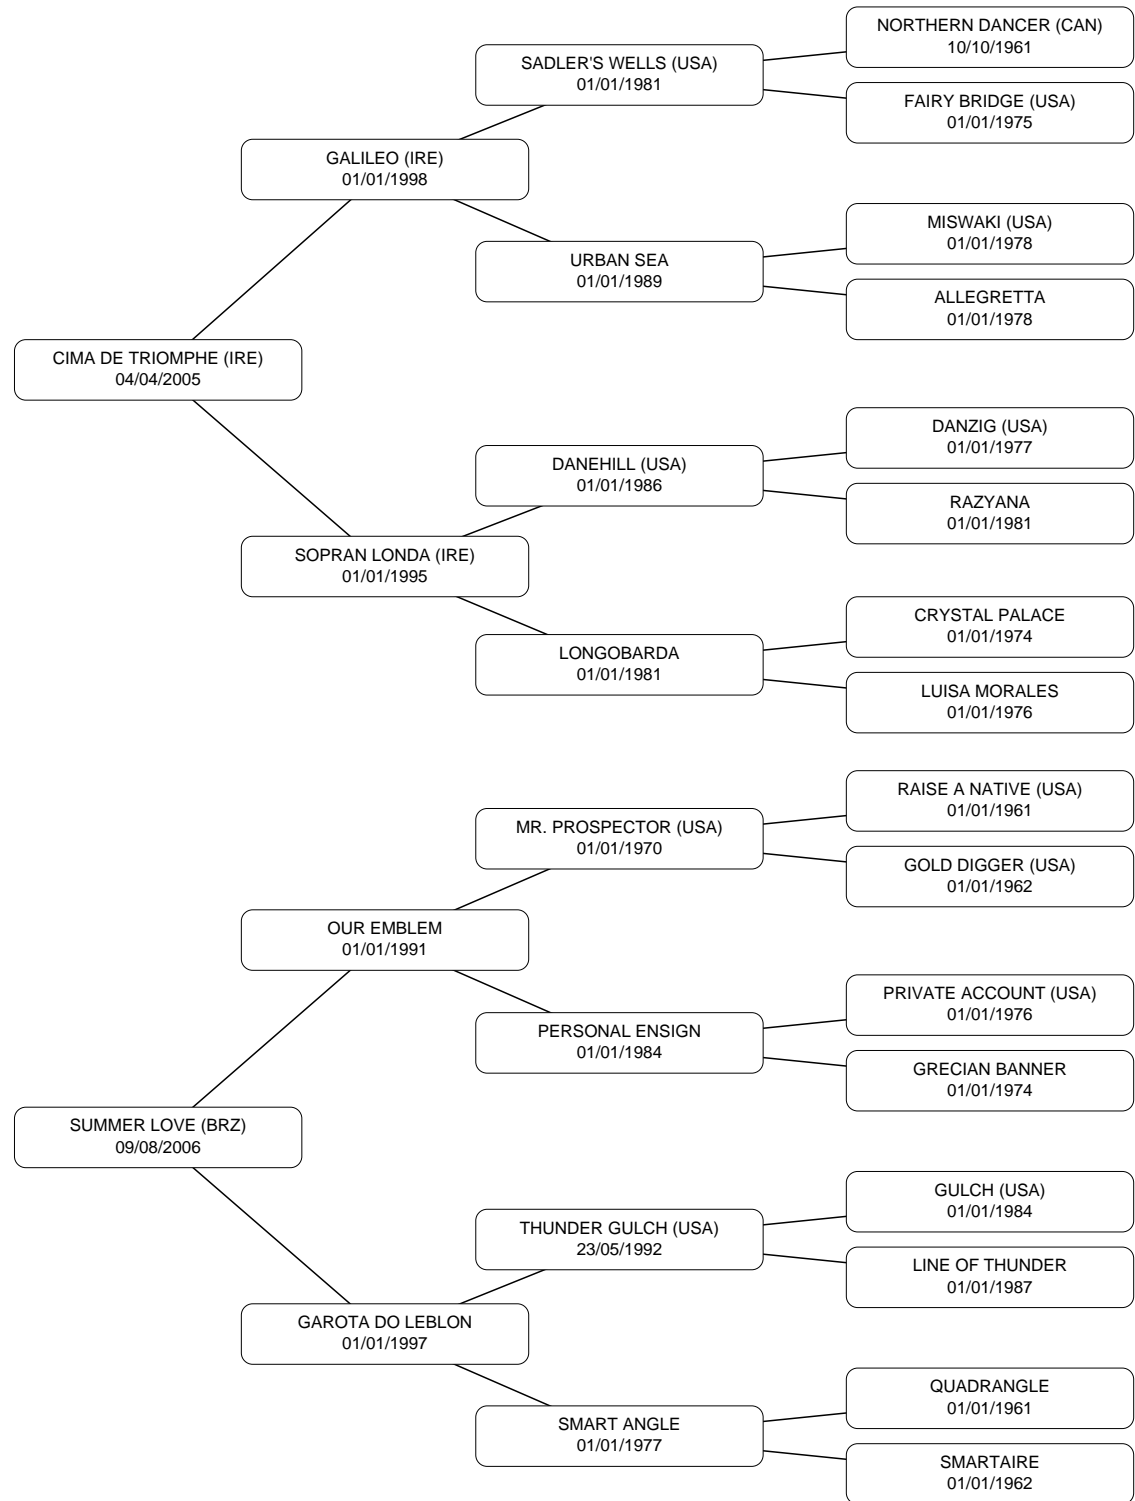 NORTHERN DANCER (CAN)
10/10/1961
SADLER'S WELLS (USA)
01/01/1981
FAIRY BRIDGE (USA)
01/01/1975
GALILEO (IRE)
01/01/1998
MISWAKI (USA)
01/01/1978
URBAN SEA
01/01/1989
ALLEGRETTA
01/01/1978
CIMA DE TRIOMPHE (IRE)
04/04/2005
DANZIG (USA)
01/01/1977
DANEHILL (USA)
01/01/1986
RAZYANA
01/01/1981
SOPRAN LONDA (IRE)
01/01/1995
CRYSTAL PALACE
01/01/1974
LONGOBARDA
01/01/1981
LUISA MORALES
01/01/1976
RAISE A NATIVE (USA)
01/01/1961
MR. PROSPECTOR (USA)
01/01/1970
GOLD DIGGER (USA)
01/01/1962
OUR EMBLEM
01/01/1991
PRIVATE ACCOUNT (USA)
01/01/1976
PERSONAL ENSIGN
01/01/1984
GRECIAN BANNER
01/01/1974
SUMMER LOVE (BRZ)
09/08/2006
GULCH (USA)
01/01/1984
THUNDER GULCH (USA)
23/05/1992
LINE OF THUNDER
01/01/1987
GAROTA DO LEBLON
01/01/1997
QUADRANGLE
01/01/1961
SMART ANGLE
01/01/1977
SMARTAIRE
01/01/1962